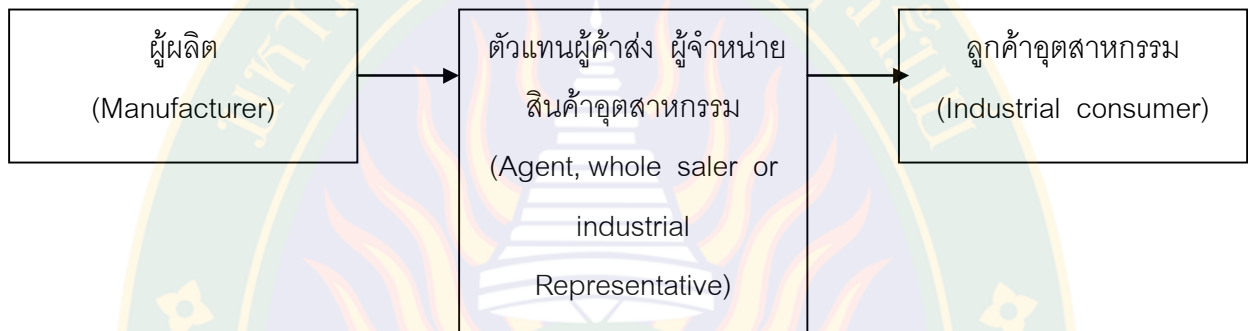 ผู้ผลิต
(Manufacturer)
ตัวแทนผู้ค้าส่ง ผู้จำหน่าย
สินค้าอุตสาหกรรม
(Agent, whole saler or
industrial
Representative)
ลูกค้าอุตสาหกรรม
(Industrial consumer)